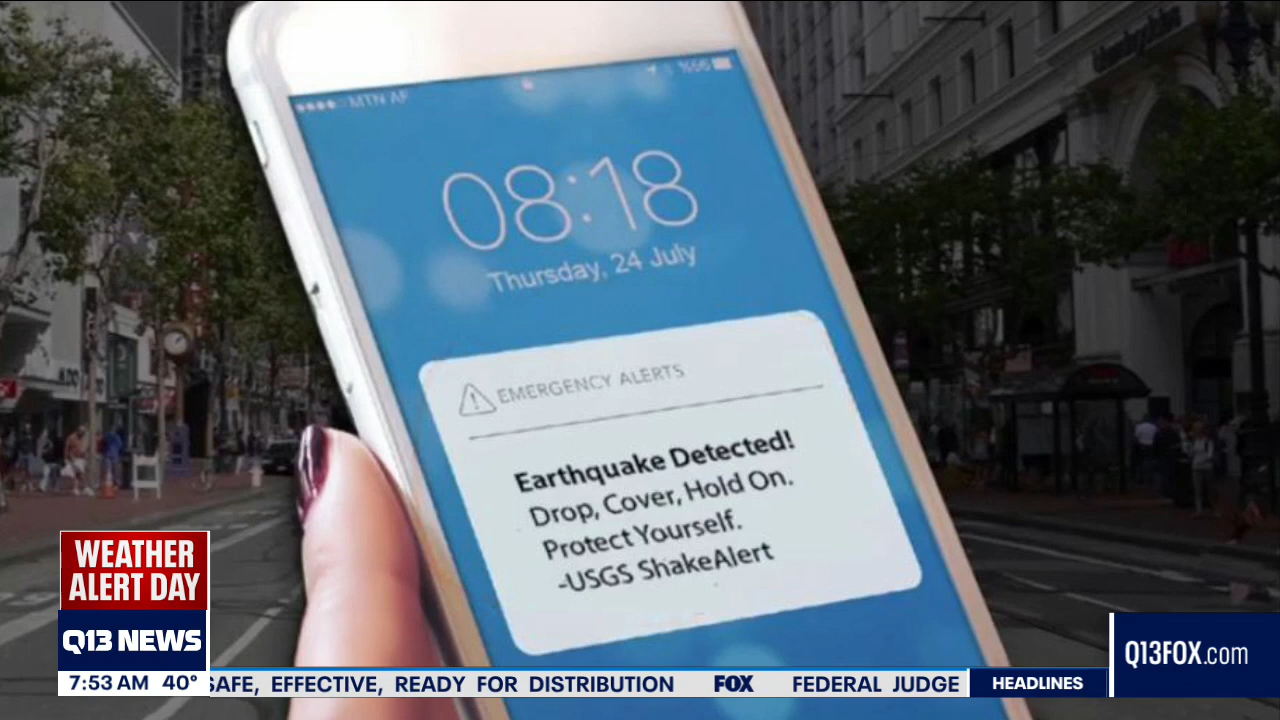 MTN AF
%56
08:18
Thursday, 24 July
EMERGENCY ALERTS
Earthquake Detected!
Drop, Cover, Hold On.
Protect Yourself.
-USGS ShakeAlert
WEATHER
ALERT DAY
Q13 NEWS
7:53 AM 40°
SAFE, EFFECTIVE, READY FOR DISTRIBUTION FOX FEDERAL JUDGE
HEADLINES
Q13FOX.com